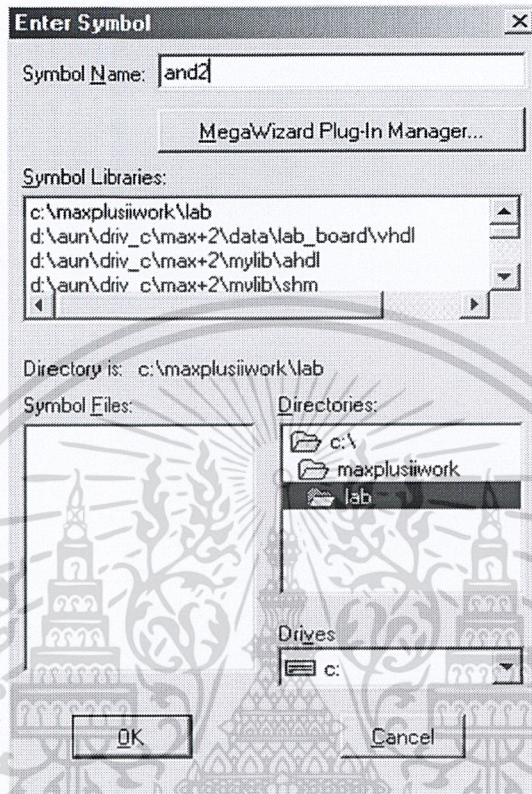 Enter Symbol
Symbol Name: and2
MegaWizard Plug-In Manager...
Symbol Libraries:
c:\maxplusiiwork\lab
d:\aun\driv_c\max+2\data\lab_board\vhdl
d:\aun\driv_c\max+2\mylib\ahdl
d:\aun\driv_c\max+2\mylib\shm
Directory is: c:\maxplusiiwork\lab
Symbol Files:
Directories:
c:\
maxplusiiwork
lab
Drives
c:
OK
Cancel